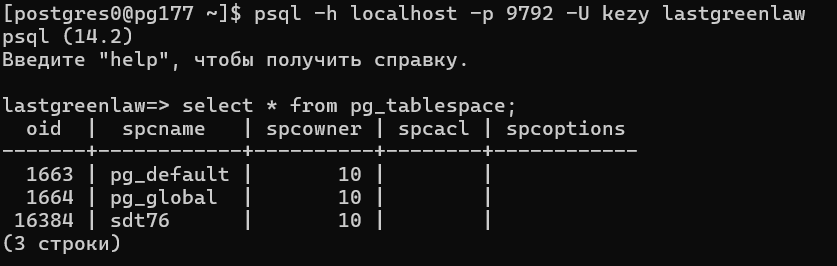 [postgres0@pg177 ~]$ psql -h localhost -p 9792 -U kezy lastgreenlaw
psql (14.2)
Введите "help", чтобы получить справку.

lastgreenlaw=> select * from pg_tablespace;
  oid  |  spcname   | spcowner | spcacl | spcoptions
-------+------------+----------+--------+------------
  1663 | pg_default |       10 |        |
  1664 | pg_global  |       10 |        |
 16384 | sdt76      |       10 |        |
(3 строки)